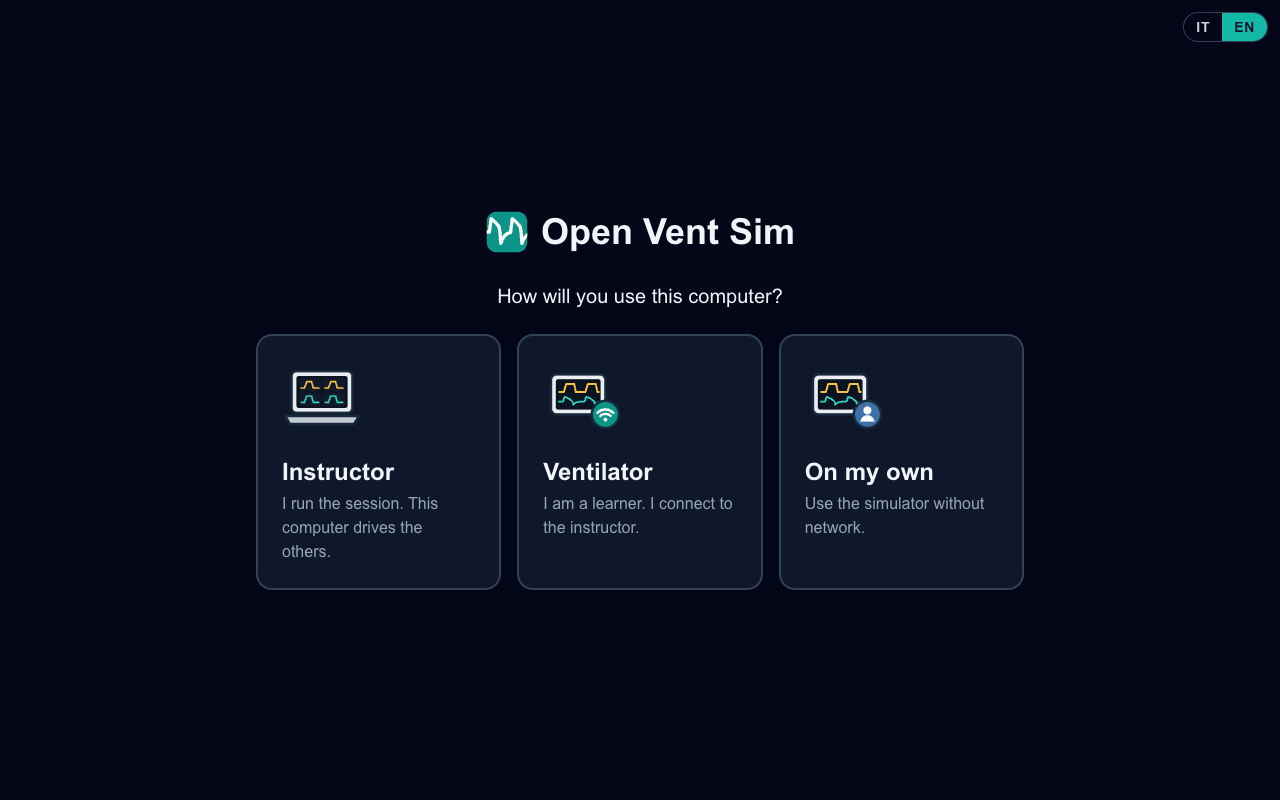 IT EN
Open Vent Sim
How will you use this computer?
Instructor
I run the session. This
computer drives the
others.
Ventilator
I am a learner. I connect to
the instructor.
On my own
Use the simulator without
network.